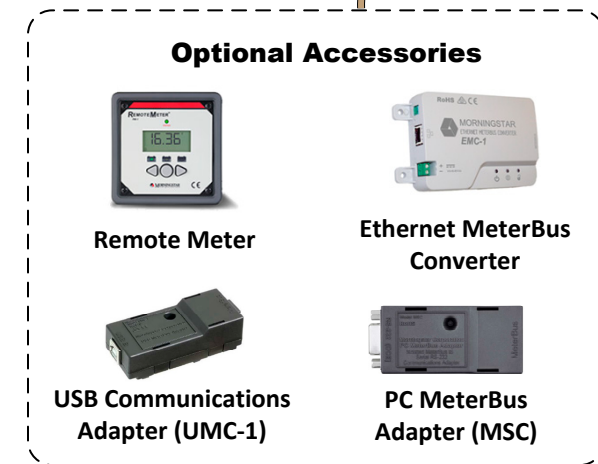 Optional Accessories
REMOTEMETER
16.36
MORNINGSTAR
CE
Remote Meter
RoHS CE
MORNINGSTAR
ETHERNET METERBUS CONVERTER
EMC-1
Ethernet MeterBus
Converter
USB Communications
Adapter (UMC-1)
MeterBus
PC MeterBus
Adapter (MSC)